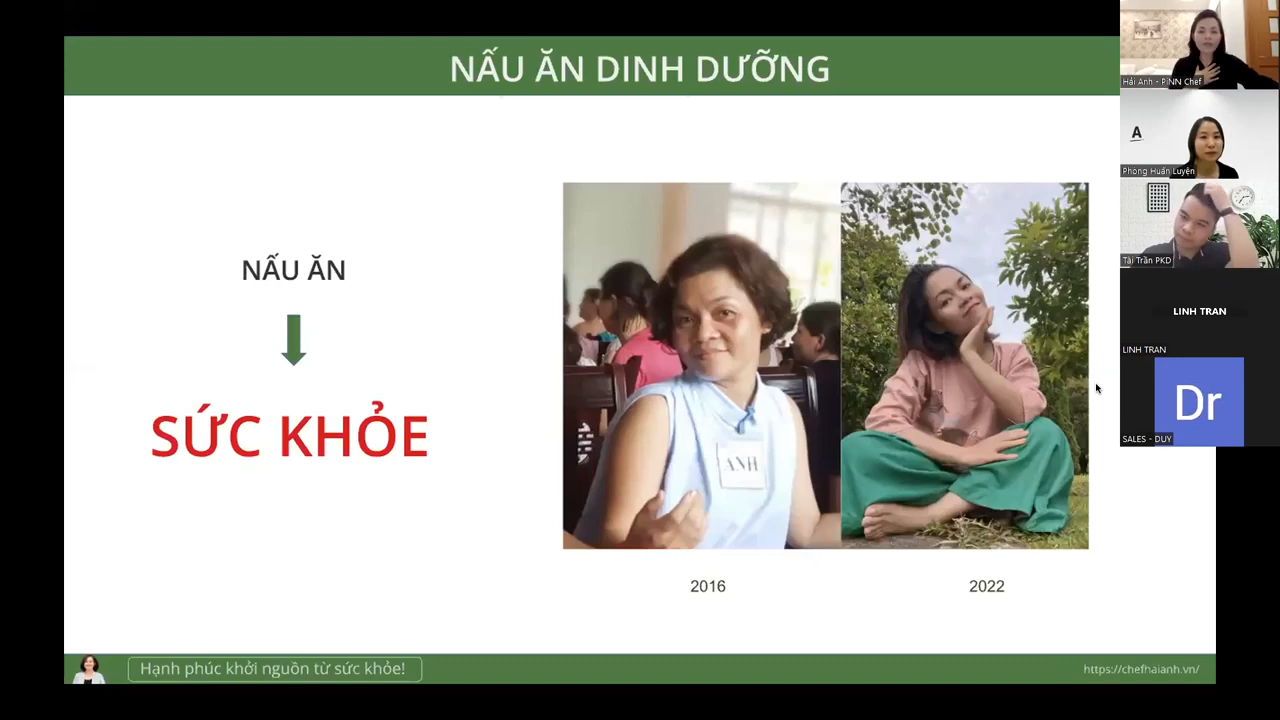 NẤU ĂN DINH DƯỠNG
NẤU ĂN
SỨC KHỎE
ANH
2016
2022
Hạnh phúc khởi nguồn từ sức khỏe!
https://chefhaianh.vn/
Hải Anh - PiNN Chef
A
Phòng Huấn Luyện
Tài Trần PKD
LINH TRAN
LINH TRAN
Dr
SALES - DUY